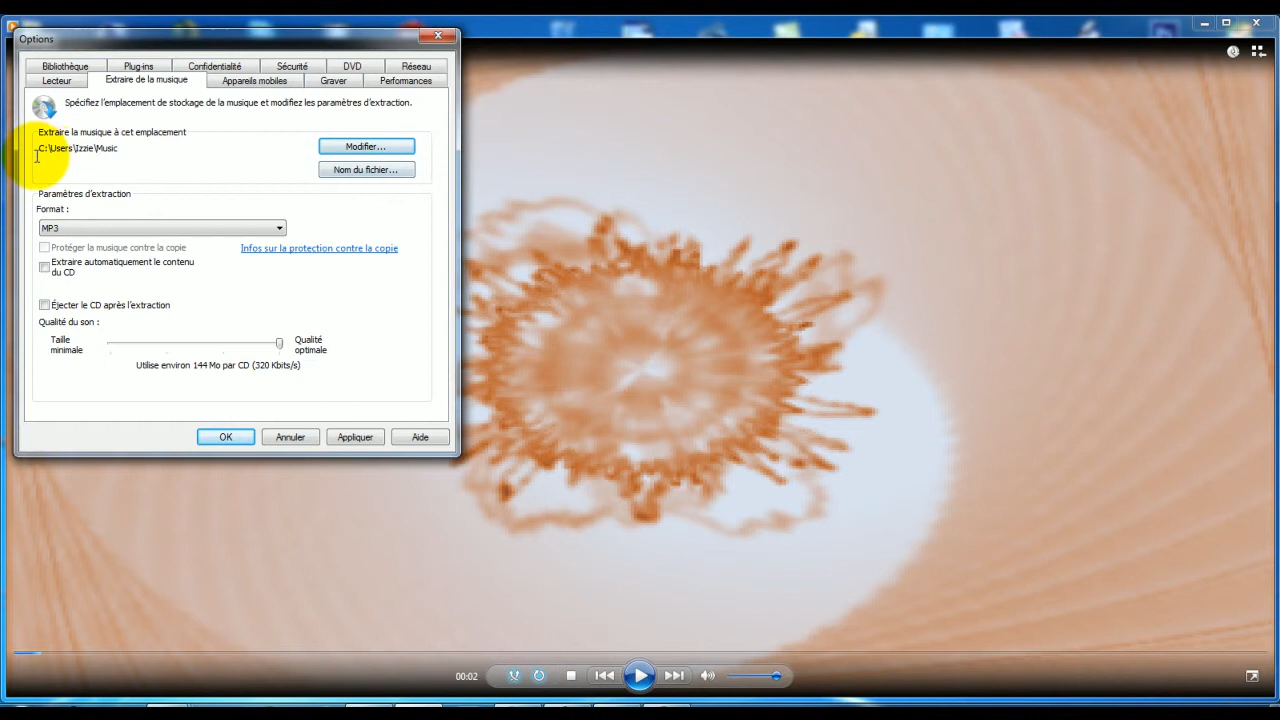 Options
Bibliothèque Plug-ins Confidentialité Sécurité DVD Réseau
Lecteur Extraire de la musique Appareils mobiles Graver Performances
Spécifiez l'emplacement de stockage de la musique et modifiez les paramètres d'extraction.
Extraire la musique à cet emplacement
C:\Users\Izzie\Music
Modifier...
Nom du fichier...
Paramètres d'extraction
Format :
MP3
Protéger la musique contre la copie
Infos sur la protection contre la copie
Extraire automatiquement le contenu
du CD
Éjecter le CD après l'extraction
Qualité du son :
Taille
minimale
Qualité
optimale
Utilise environ 144 Mo par CD (320 Kbits/s)
OK Annuler Appliquer Aide
00:02